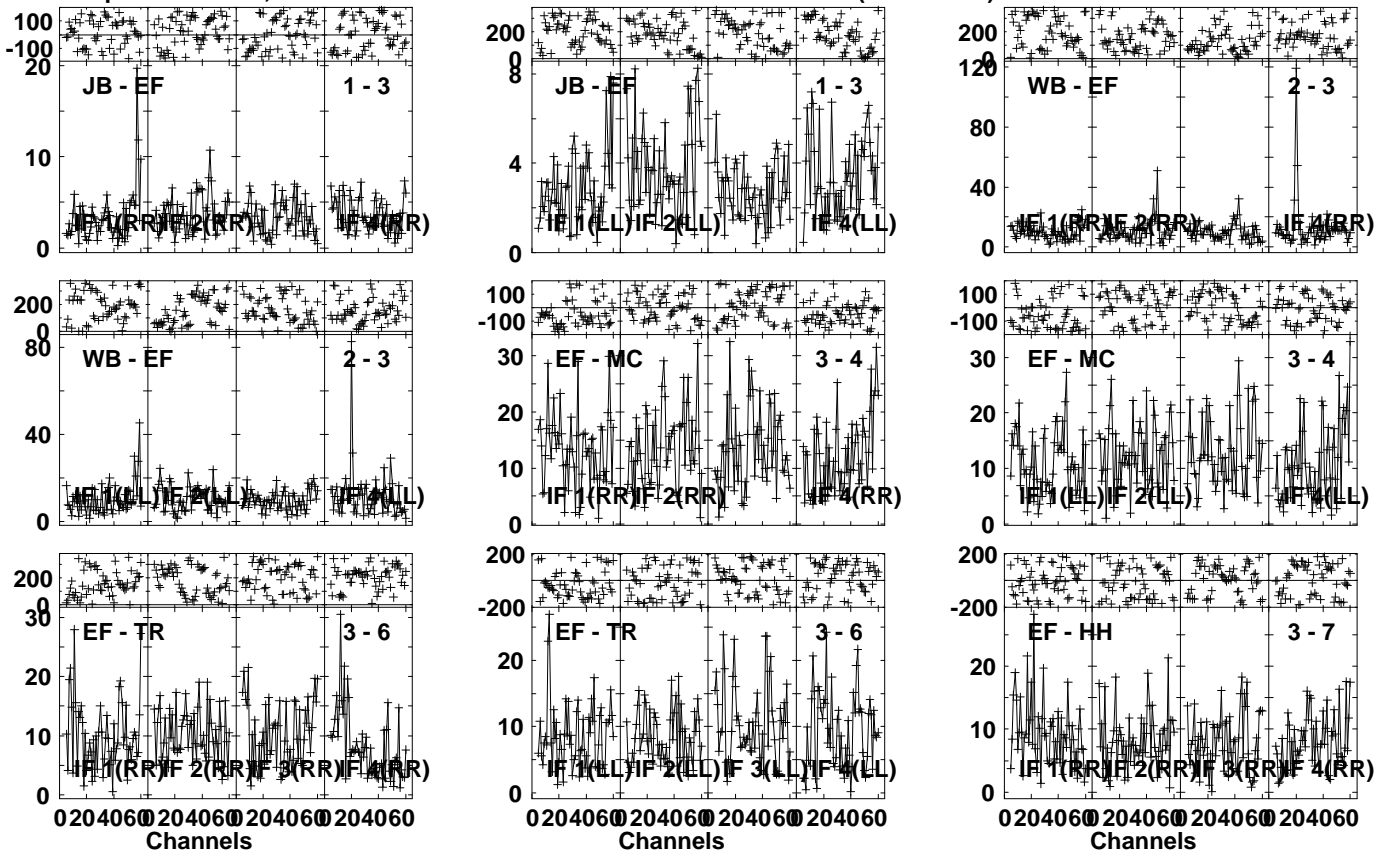 100
-100
20
10
0
JB - EF
1 - 3
IF 1(RR)
IF 2(RR)
IF 4(RR)
200
0
8
4
0
JB - EF
1 - 3
IF 1(LL)
IF 2(LL)
IF 4(LL)
200
0
120
80
40
0
WB - EF
2 - 3
IF 1(RR)
IF 2(RR)
IF 4(RR)
200
0
80
40
0
WB - EF
2 - 3
IF 1(LL)
IF 2(LL)
IF 4(LL)
100
-100
30
20
10
0
EF - MC
3 - 4
IF 1(RR)
IF 2(RR)
IF 4(RR)
100
-100
30
20
10
0
EF - MC
3 - 4
IF 1(LL)
IF 2(LL)
IF 4(LL)
200
0
30
20
10
0
EF - TR
3 - 6
IF 1(RR)
IF 2(RR)
IF 3(RR)
IF 4(RR)
0 20 40 60 0 20 40 60 0 20 40 60 0 20 40 60
Channels
200
-200
20
10
0
EF - TR
3 - 6
IF 1(LL)
IF 2(LL)
IF 3(LL)
IF 4(LL)
0 20 40 60 0 20 40 60 0 20 40 60 0 20 40 60
Channels
200
-200
20
10
0
EF - HH
3 - 7
IF 1(RR)
IF 2(RR)
IF 3(RR)
IF 4(RR)
0 20 40 60 0 20 40 60 0 20 40 60 0 20 40 60
Channels